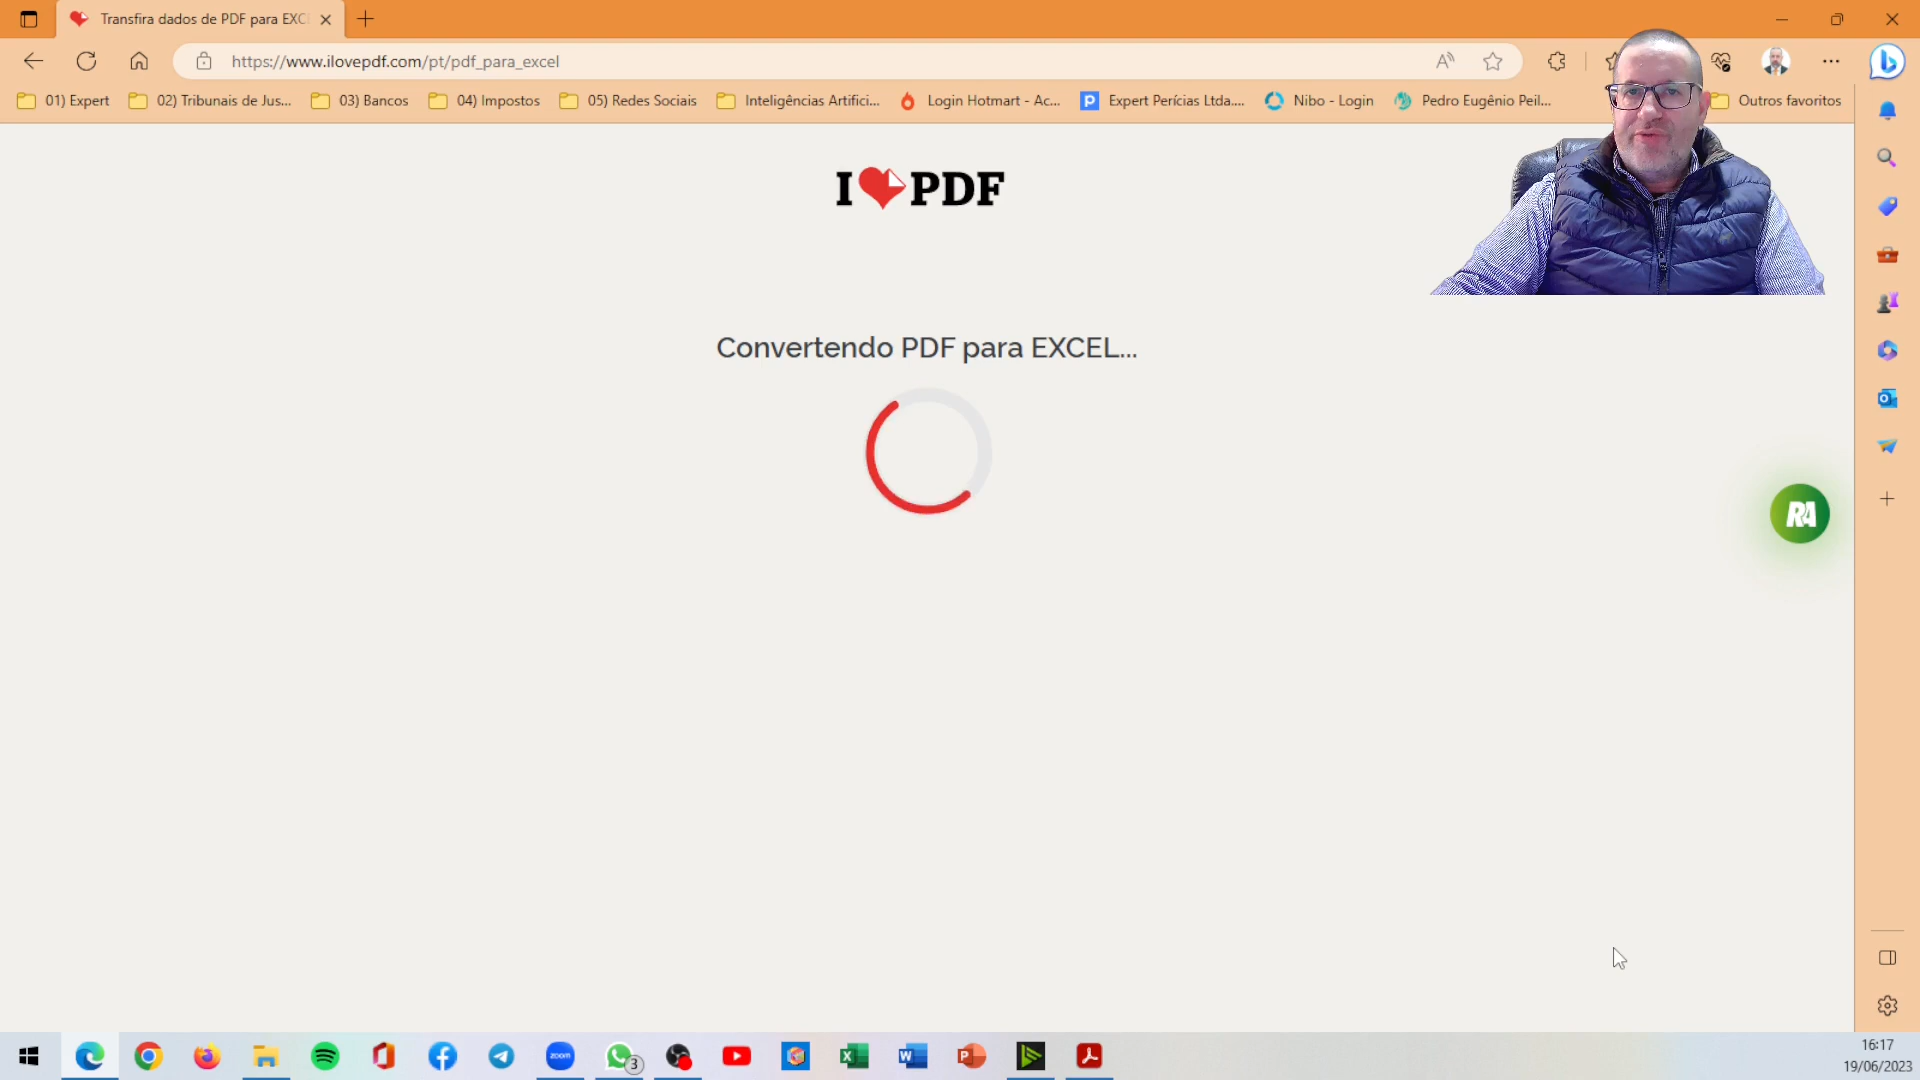 Transfira dados de PDF para EXC
https://www.ilovepdf.com/pt/pdf_para_excel
01) Expert
02) Tribunais de Jus...
03) Bancos
04) Impostos
05) Redes Sociais
Inteligências Artifici...
Login Hotmart - Ac...
Expert Perícias Ltda....
Nibo - Login
Pedro Eugênio Peil...
Outros favoritos
I PDF
Convertendo PDF para EXCEL...
RA
zoom
3
16:17
19/06/2023